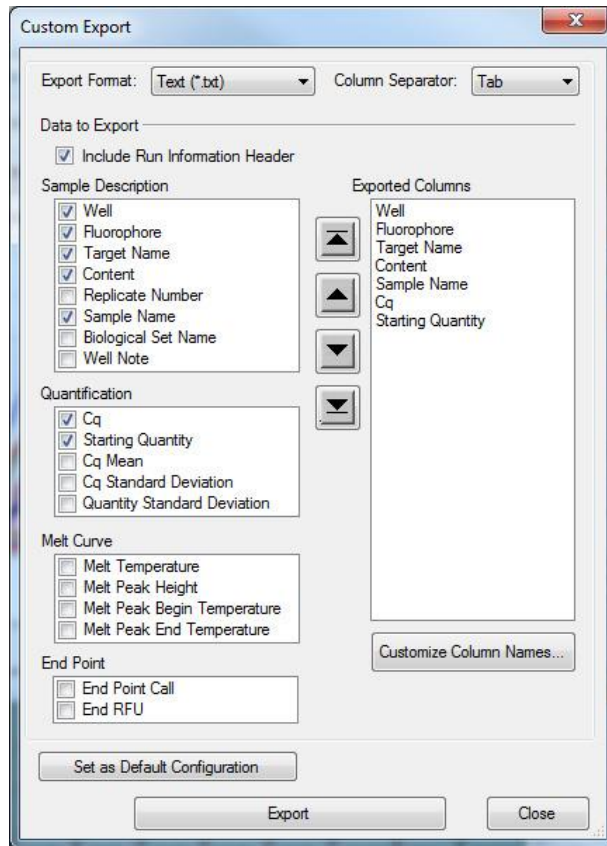 Custom Export
Export Format: Text (*.txt) Column Separator: Tab
Data to Export
Include Run Information Header
Sample Description
Well
Fluorophore
Target Name
Content
Replicate Number
Sample Name
Biological Set Name
Well Note
Quantification
Cq
Starting Quantity
Cq Mean
Cq Standard Deviation
Quantity Standard Deviation
Melt Curve
Melt Temperature
Melt Peak Height
Melt Peak Begin Temperature
Melt Peak End Temperature
End Point
End Point Call
End RFU
Exported Columns
Well
Fluorophore
Target Name
Content
Sample Name
Cq
Starting Quantity
Customize Column Names...
Set as Default Configuration
Export
Close